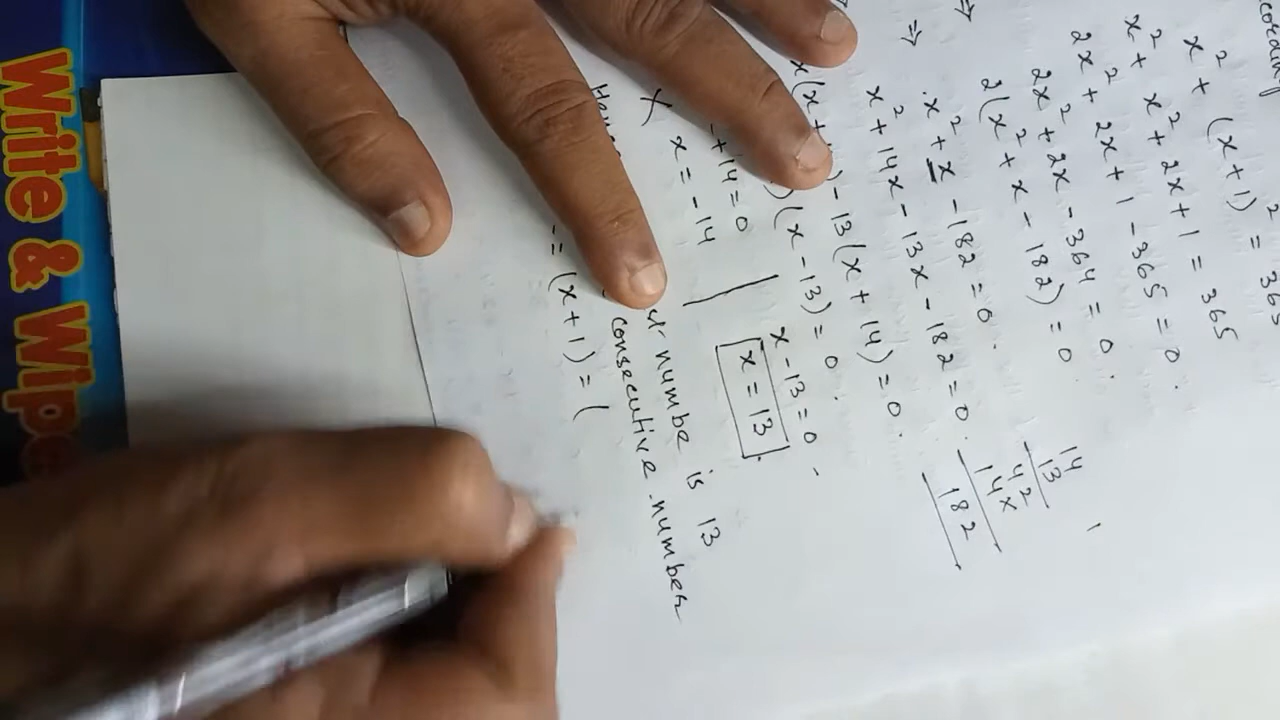 x² + (x+1)² = 365
x² + x² + 2x + 1 = 365
2x² + 2x + 1 - 365 = 0.
2x² + 2x - 364 = 0.
⇒ 2(x² + x - 182) = 0
⇒ x² + x - 182 = 0.
x² + 14x - 13x - 182 = 0.
x(x+ ) - 13(x + 14) = 0.
)(x - 13) = 0.
+14 = 0 x - 13 = 0
X x = -14 x = 13
numbe is 13
consecutive number
= (x+1) = (
14
13
42
14x
182
Write & Wipe